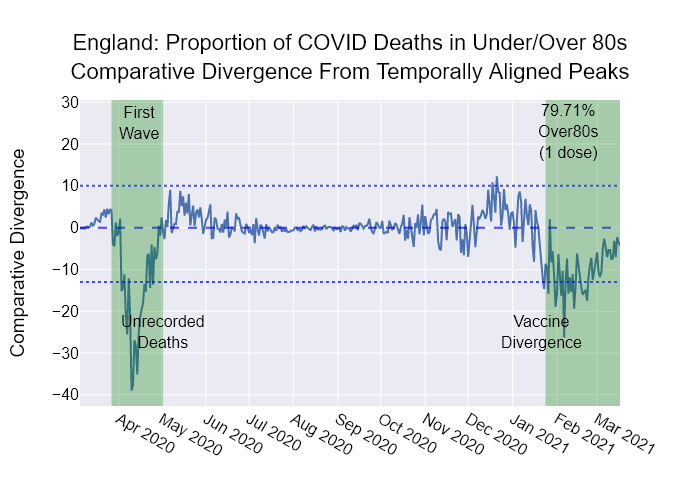 England: Proportion of COVID Deaths in Under/Over 80s
Comparative Divergence From Temporally Aligned Peaks
Comparative Divergence
30
20
10
0
−10
−20
−30
−40
First
Wave
79.71%
Over80s
(1 dose)
Unrecorded
Deaths
Vaccine
Divergence
Apr 2020
May 2020
Jun 2020
Jul 2020
Aug 2020
Sep 2020
Oct 2020
Nov 2020
Dec 2020
Jan 2021
Feb 2021
Mar 2021